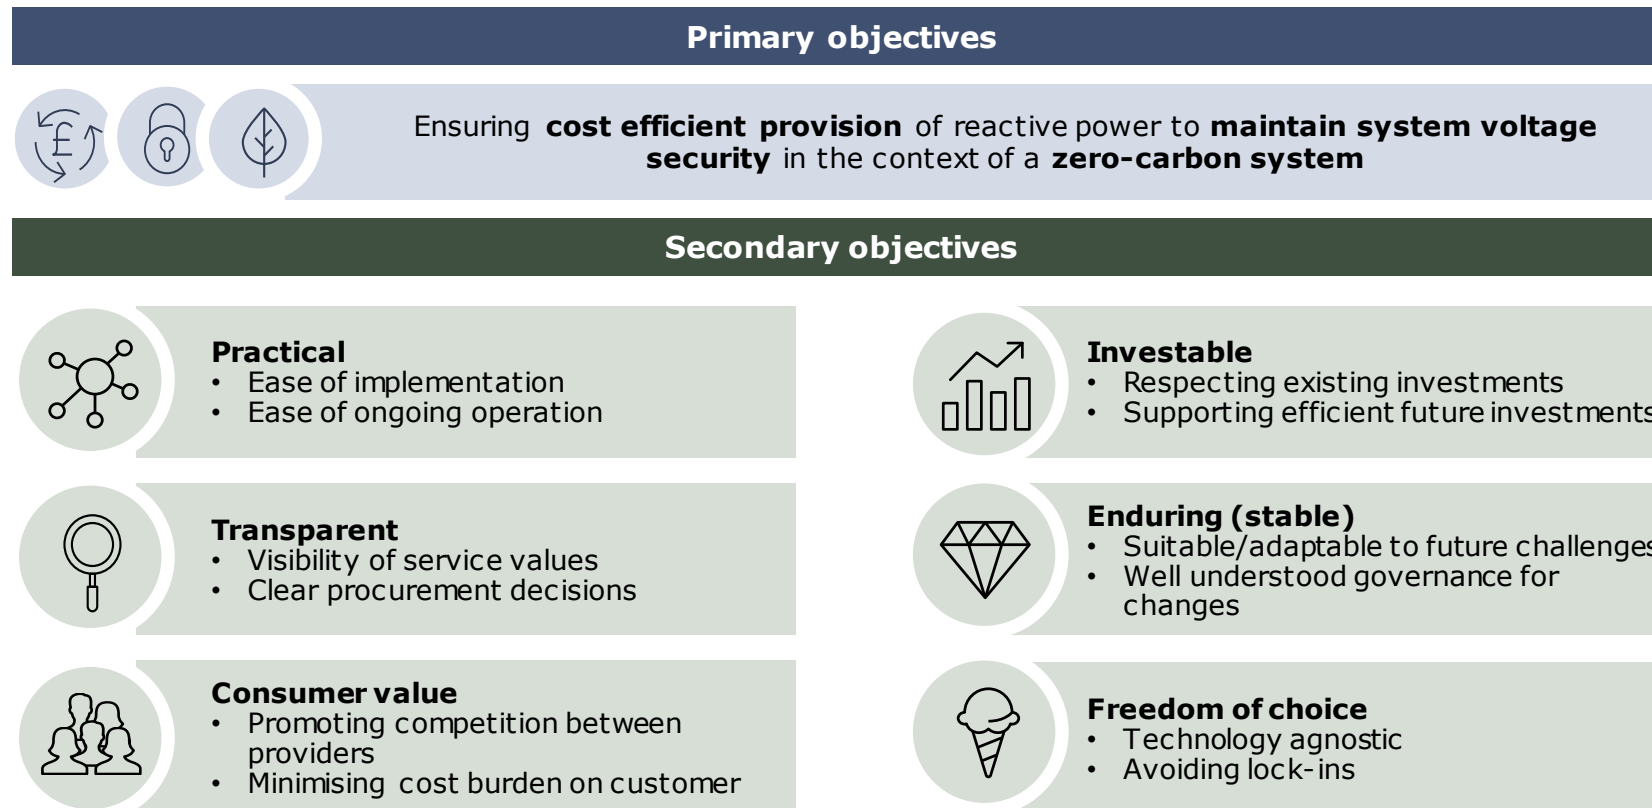 Primary objectives
£
Ensuring cost efficient provision of reactive power to maintain system voltage
security in the context of a zero-carbon system
Secondary objectives
Practical
• Ease of implementation
• Ease of ongoing operation
Investable
• Respecting existing investments
• Supporting efficient future investments
Transparent
• Visibility of service values
• Clear procurement decisions
Enduring (stable)
• Suitable/adaptable to future challenges
• Well understood governance for
changes
Consumer value
• Promoting competition between
providers
• Minimising cost burden on customer
Freedom of choice
• Technology agnostic
• Avoiding lock-ins